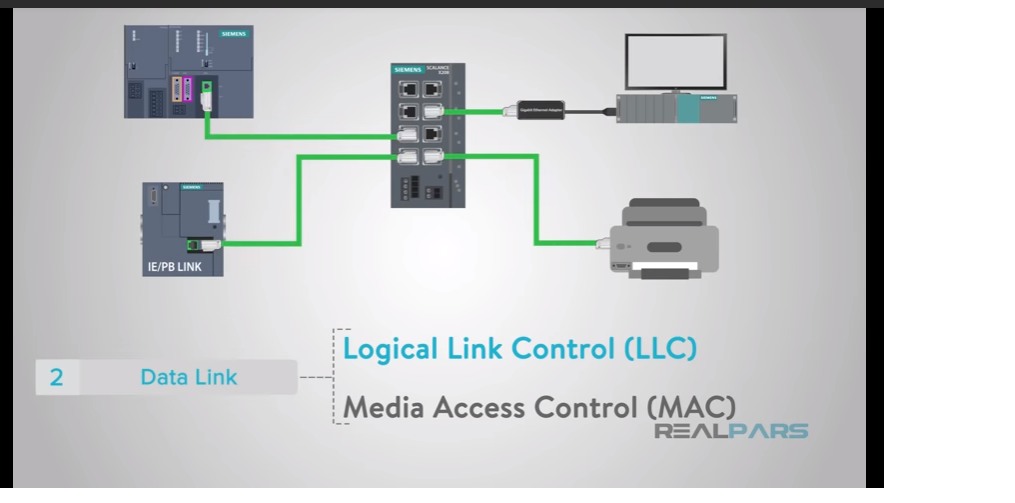 SIEMENS
SIEMENS
SCALANCE
Gigabit Ethernet Adapter
SIEMENS
SIEMENS
IE/PB LINK
Logical Link Control (LLC)
2
Data Link
Media Access Control (MAC)
REALPARS